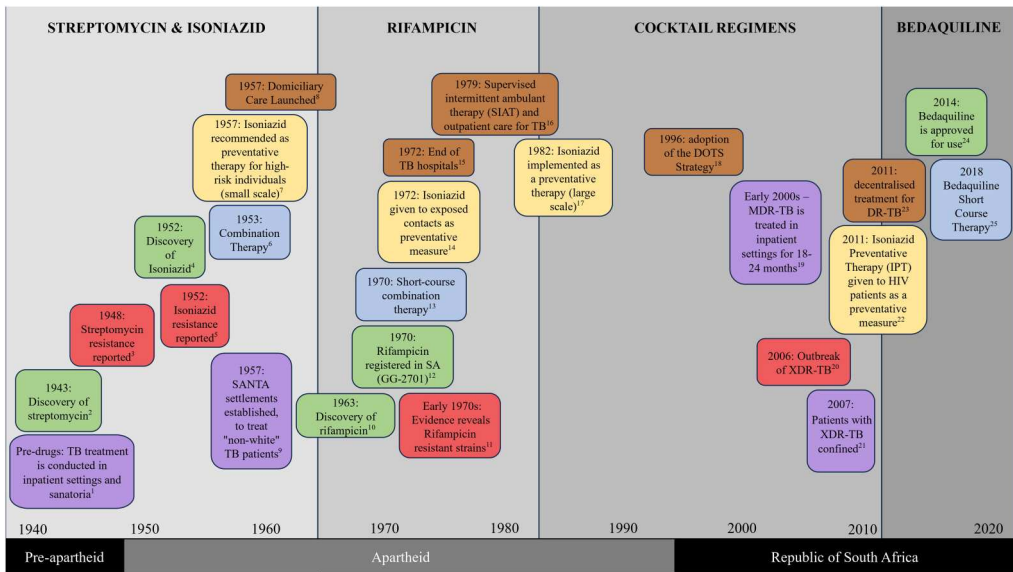 STREPTOMYCIN & ISONIAZID
RIFAMPICIN
COCKTAIL REGIMENS
BEDAQUILINE
1957: Domiciliary
Care Launched8
1957: Isoniazid
recommended as
preventative
therapy for high-
risk individuals
(small scale)7
1952:
Discovery
of
Isoniazid4
1953:
Combination
Therapy6
1948:
Streptomycin
resistance
reported3
1952:
Isoniazid
resistance
reported5
1943:
Discovery of
streptomycin2
1957:
SANTA
settlements
established,
to treat
"non-white"
TB patients9
Pre-drugs: TB treatment
is conducted in
inpatient settings and
sanatoria1
1979: Supervised
intermittent ambulant
therapy (SIAT) and
outpatient care for TB16
1972: End of
TB hospitals15
1982: Isoniazid
implemented as
a preventative
therapy (large
scale)17
1972: Isoniazid
given to exposed
contacts as
preventative
measure14
1970: Short-course
combination
therapy13
1970:
Rifampicin
registered in SA
(GG-2701)12
1963:
Discovery of
rifampicin10
Early 1970s:
Evidence reveals
Rifampicin
resistant strains11
1996: adoption
of the DOTS
Strategy18
Early 2000s –
MDR-TB is
treated in
inpatient
settings for 18-
24 months19
2011:
decentralised
treatment for
DR-TB23
2011: Isoniazid
Preventative
Therapy (IPT)
given to HIV
patients as a
preventative
measure22
2006: Outbreak
of XDR-TB20
2007:
Patients with
XDR-TB
confined21
2014:
Bedaquiline
is approved
for use24
2018
Bedaquiline
Short
Course
Therapy25
1940
1950
1960
1970
1980
1990
2000
2010
2020
Pre-apartheid
Apartheid
Republic of South Africa